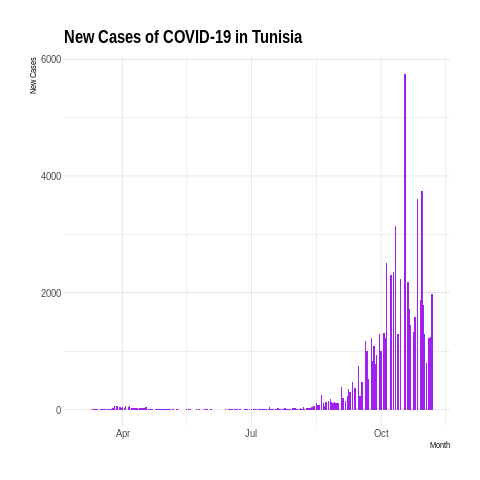 New Cases of COVID-19 in Tunisia
New Cases
6000
4000
2000
0
Apr
Jul
Oct
Month